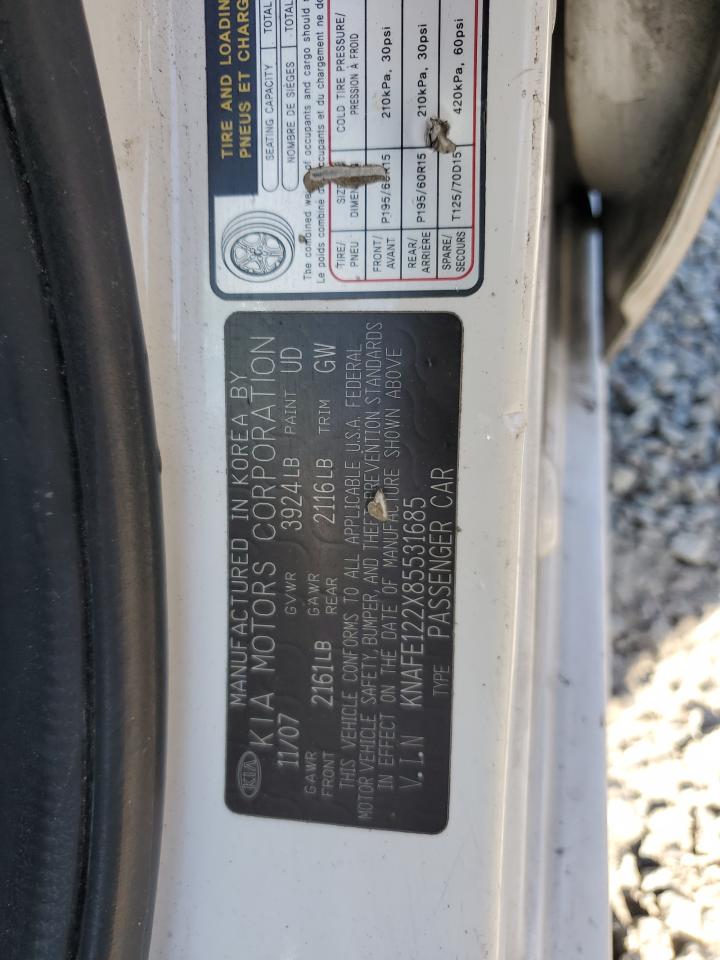 TIRE AND LOADIN
PNEUS ET CHARG
SEATING CAPACITY TOTAL
NOMBRE DE SIÈGES TOTAL
The combined we of occupants and cargo should
Le poids combiné d occupants et du chargement ne do
TIRE/ SIZE COLD TIRE PRESSURE/
PNEU DIMEN PRESSION À FROID
FRONT/ P195/60R15 210kPa, 30psi
AVANT
REAR/ P195/60R15 210kPa, 30psi
ARRIÈRE
SPARE/ T125/70D15 420kPa, 60psi
SECOURS
MANUFACTURED IN KOREA BY
KIA KIA MOTORS CORPORATION
11/07 GVWR 3924LB PAINT UD
GAWR FRONT 2161LB GAWR REAR 2116LB TRIM GW
THIS VEHICLE CONFORMS TO ALL APPLICABLE U.S.A. FEDERAL
MOTOR VEHICLE SAFETY, BUMPER, AND THEFT PREVENTION STANDARDS
IN EFFECT ON THE DATE OF MANUFACTURE SHOWN ABOVE
V.I.N KNAFE122X85531685
TYPE PASSENGER CAR